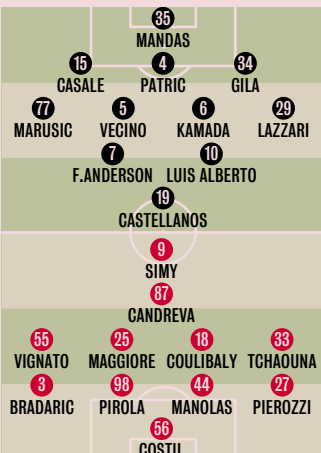 35
MANDAS
15 4 34
CASALE PATRIC GILA
77 5 6 29
MARUSIC VECINO KAMADA LAZZARI
7 10
F.ANDERSON LUIS ALBERTO
19
CASTELLANOS
9
SIMY
87
CANDREVA
55 25 18 33
VIGNATO MAGGIORE COULIBALY TCHAOUNA
3 98 44 27
BRADARIC PIROLA MANOLAS PIEROZZI
56
COSTIL